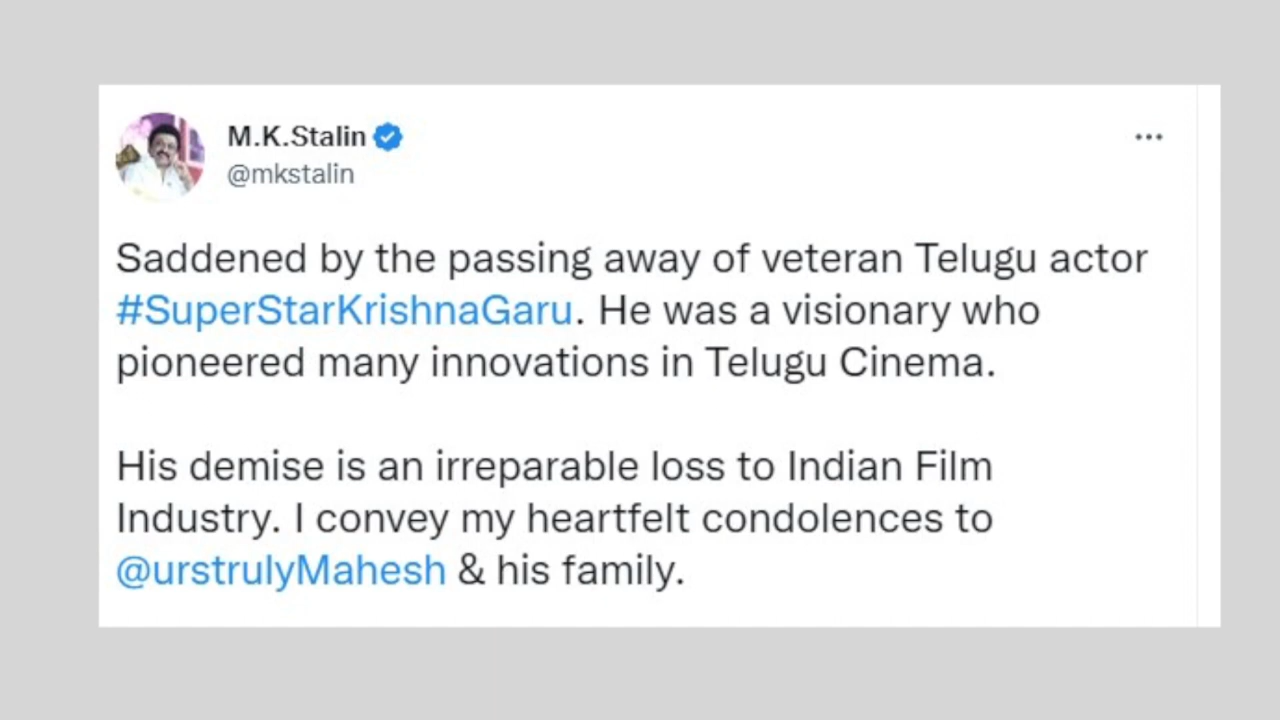 M.K.Stalin
@mkstalin
Saddened by the passing away of veteran Telugu actor
#SuperStarKrishnaGaru. He was a visionary who
pioneered many innovations in Telugu Cinema.
His demise is an irreparable loss to Indian Film
Industry. I convey my heartfelt condolences to
@urstrulyMahesh & his family.